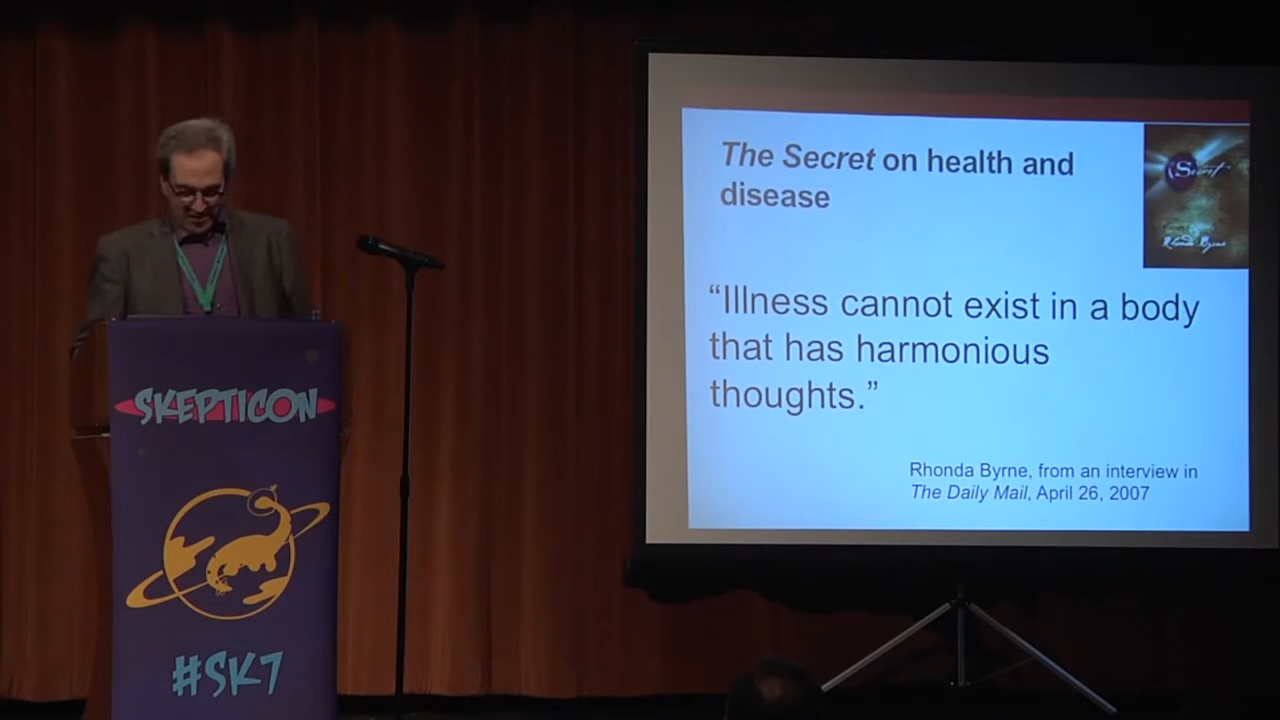 The Secret on health and
disease
Secret
Rhonda Byrne
“Illness cannot exist in a body
that has harmonious
thoughts.”
Rhonda Byrne, from an interview in
The Daily Mail, April 26, 2007
SKEPTICON
#SK7